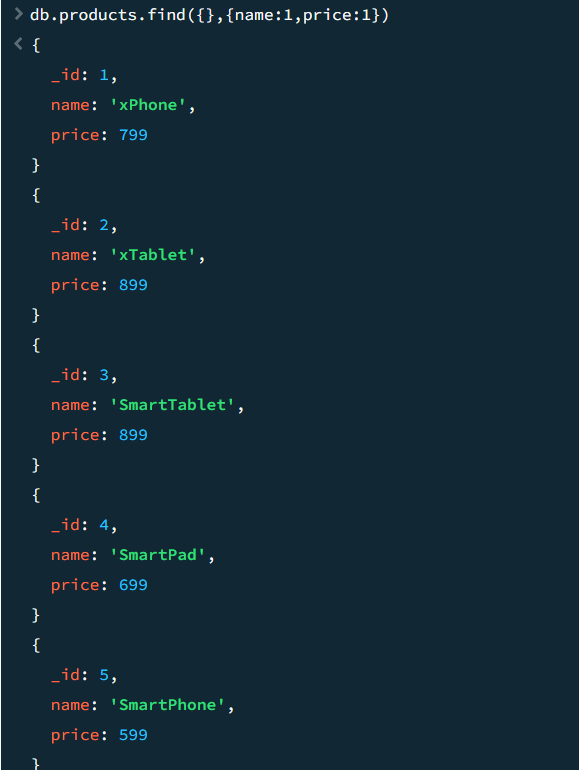 > db.products.find({},{name:1,price:1})
< {
_id: 1,
name: 'xPhone',
price: 799
}
{
_id: 2,
name: 'xTablet',
price: 899
}
{
_id: 3,
name: 'SmartTablet',
price: 899
}
{
_id: 4,
name: 'SmartPad',
price: 699
}
{
_id: 5,
name: 'SmartPhone',
price: 599
}